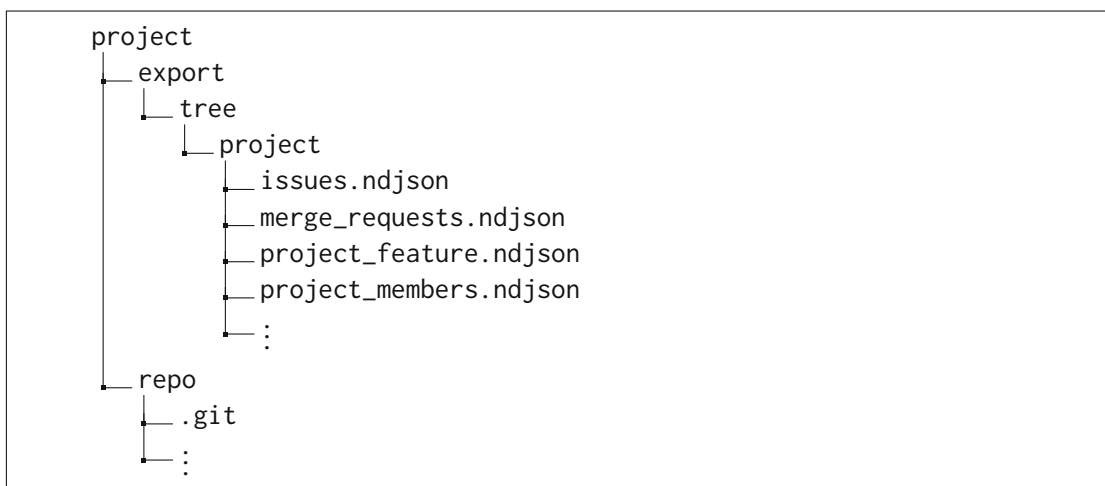 project
export
tree
project
issues.ndjson
merge_requests.ndjson
project_feature.ndjson
project_members.ndjson
⋮
repo
.git
⋮